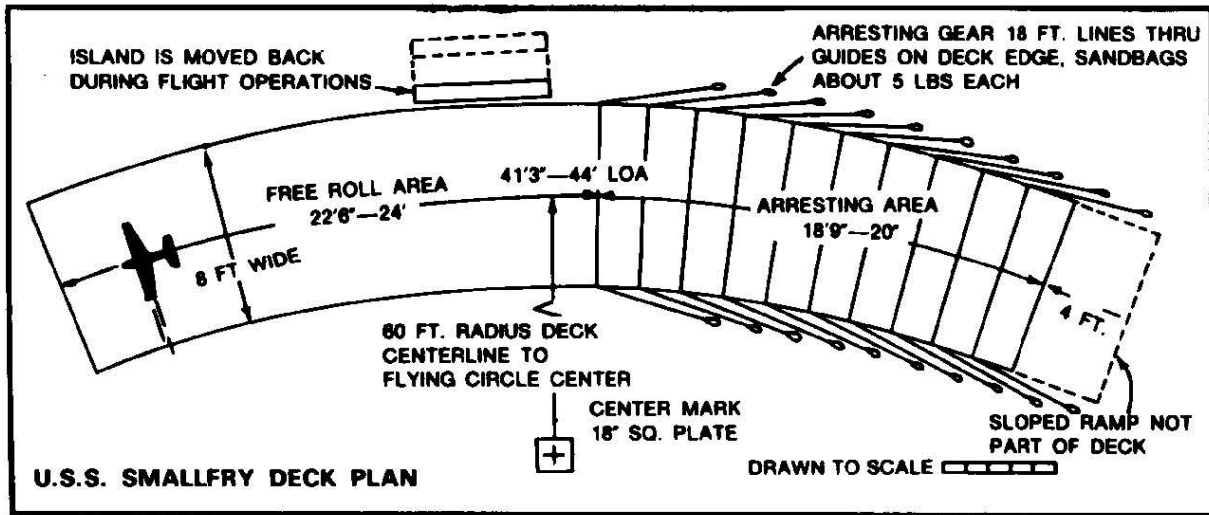 ISLAND IS MOVED BACK
DURING FLIGHT OPERATIONS
ARRESTING GEAR 18 FT. LINES THRU
GUIDES ON DECK EDGE, SANDBAGS
ABOUT 5 LBS EACH
41'3"—44' LOA
FREE ROLL AREA
22'6"—24'
ARRESTING AREA
18'9"—20"
8 FT WIDE
4 FT.
60 FT. RADIUS DECK
CENTERLINE TO
FLYING CIRCLE CENTER
CENTER MARK
18" SQ. PLATE
SLOPED RAMP NOT
PART OF DECK
DRAWN TO SCALE
U.S.S. SMALLFRY DECK PLAN